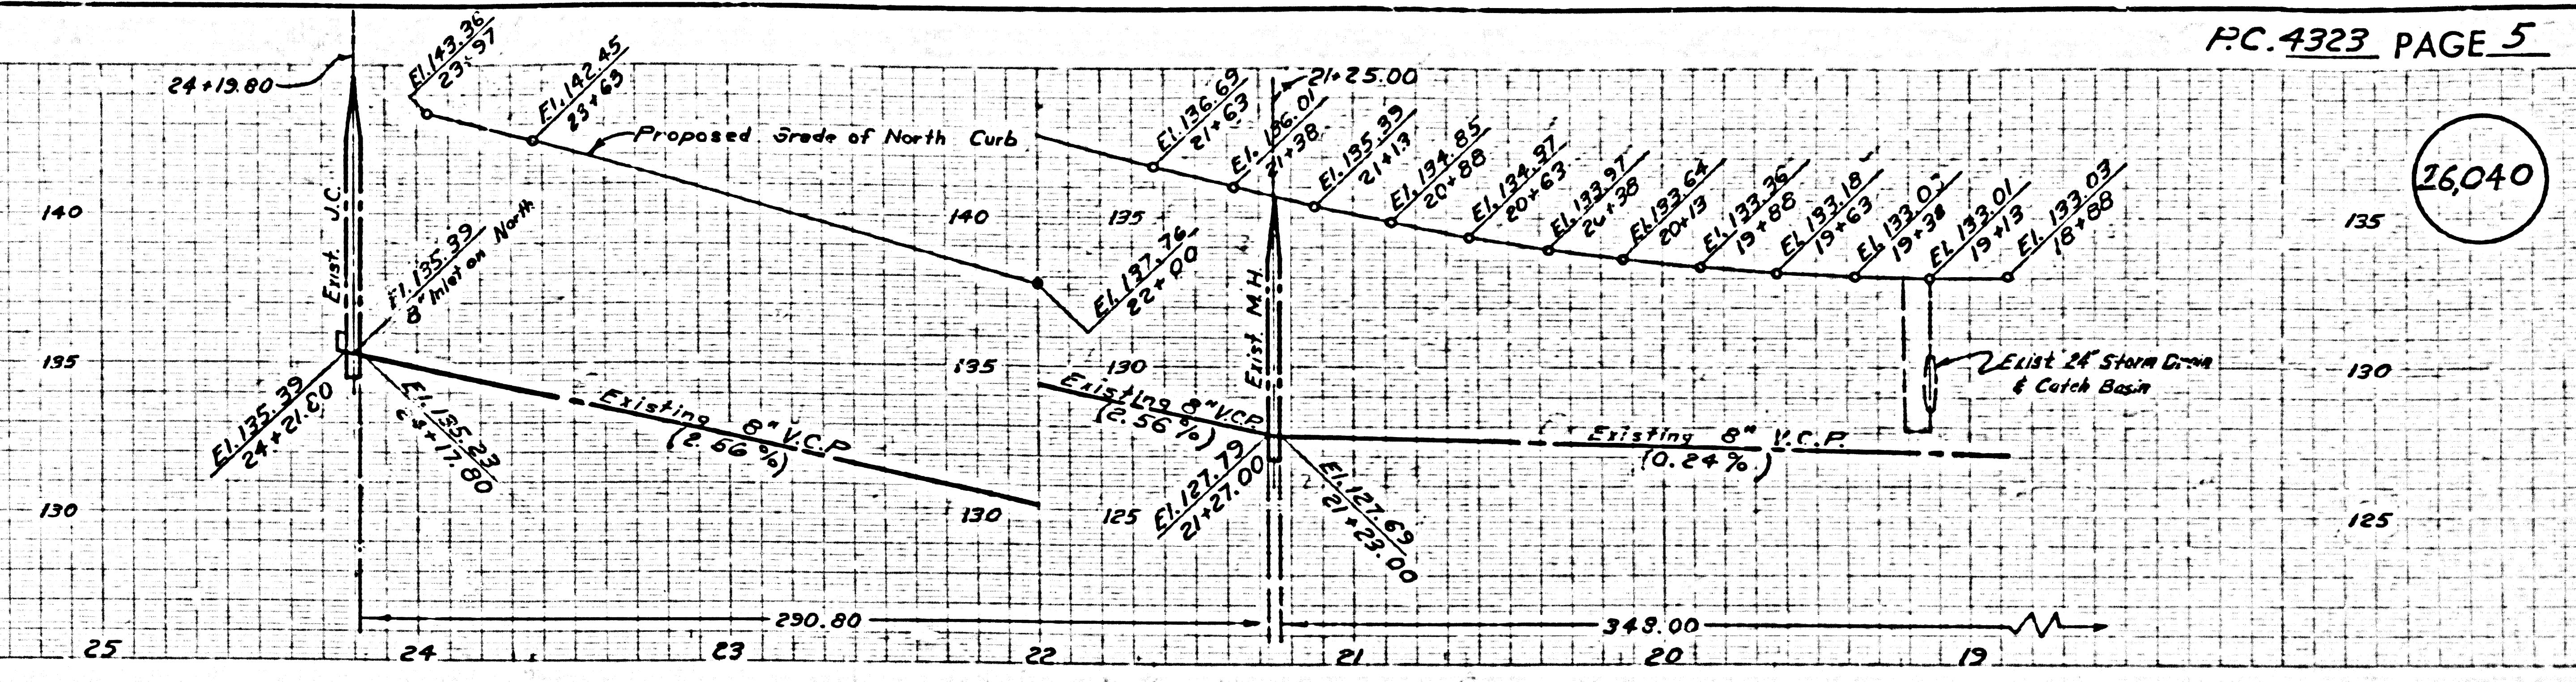 P.C. 4323 PAGE 5
26,040
24+19.80
El. 143.36
23+97
El. 142.45
23+63
Proposed Grade of North Curb
El. 136.69
21+63
21+25.00
El. 136.01
21+38
El. 135.39
21+13
El. 134.85
20+88
El. 134.37
20+63
El. 133.97
20+38
El. 133.64
20+13
El. 133.36
19+88
El. 133.18
19+63
El. 133.0
19+38
El. 133.01
19+13
El. 133.03
18+88
140
140
135
135
Exist. J.C.
El. 135.39
8" Inlet on North
El. 137.76
22+00
Exist. M.H.
135
135
130
130
Exist 24" Storm Drain
& Catch Basin
El. 135.39
24+21.80
El. 135.23
24+17.80
Existing 8" V.C.P.
(2.66%)
Existing 8" V.C.P.
(2.56%)
Existing 8" V.C.P.
(0.24%)
El. 127.79
21+27.00
El. 127.69
21+23.00
130
130
125
125
290.80
348.00
25 24 23 22 21 20 19